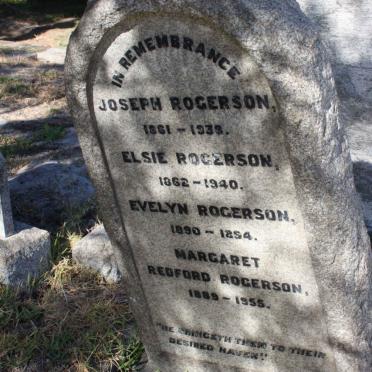 IN REMEMBRANCE
JOSEPH ROGERSON,
1861 - 1939.
ELSIE ROGERSON,
1862 - 1940.
EVELYN ROGERSON,
1890 - 1894.
MARGARET
REDFORD ROGERSON,
1889 - 1955.
"HE BRINGETH THEM TO THEIR
DESIRED HAVEN."